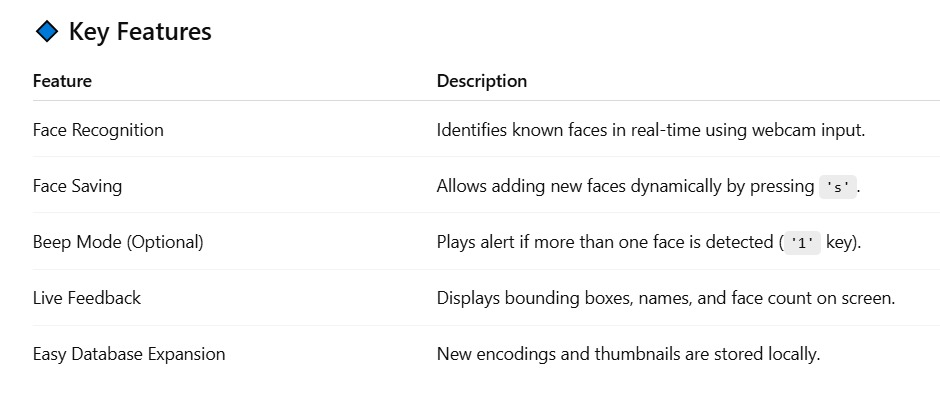 Key Features
Feature Description
Face Recognition Identifies known faces in real-time using webcam input.
Face Saving Allows adding new faces dynamically by pressing 's'.
Beep Mode (Optional) Plays alert if more than one face is detected ('1' key).
Live Feedback Displays bounding boxes, names, and face count on screen.
Easy Database Expansion New encodings and thumbnails are stored locally.